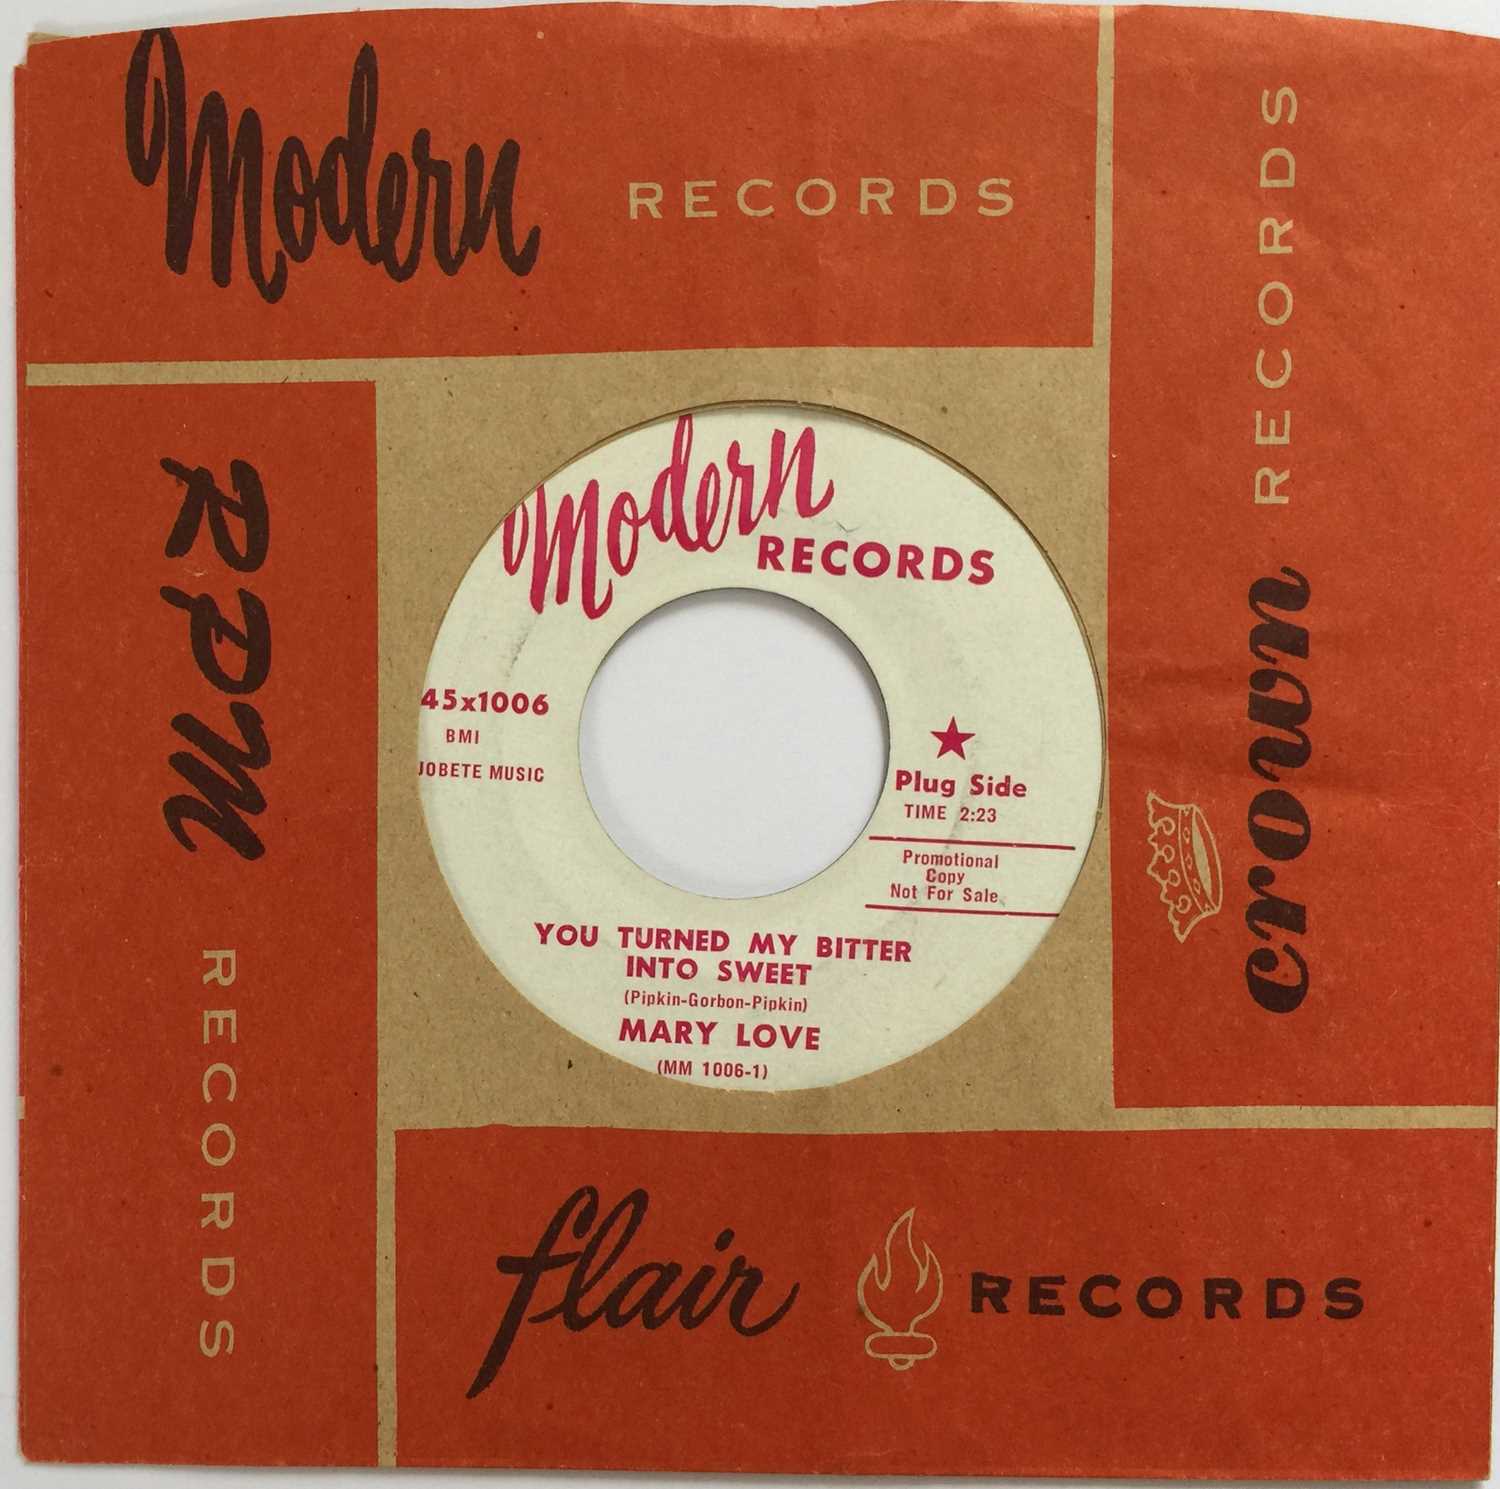 Modern RECORDS
RPM RECORDS
crown RECORDS
flair RECORDS
Modern
RECORDS
45x1006
BMI
JOBETE MUSIC
Plug Side
TIME 2:23
Promotional
Copy
Not For Sale
YOU TURNED MY BITTER
INTO SWEET
(Pipkin-Gorbon-Pipkin)
MARY LOVE
(MM 1006-1)